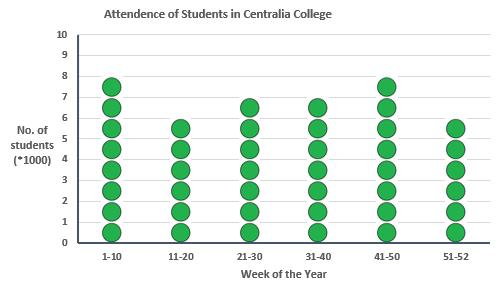 Attendence of Students in Centralia College
10
9
8
7
6
5
4
3
2
1
0
No. of
students
(*1000)
1-10 11-20 21-30 31-40 41-50 51-52
Week of the Year